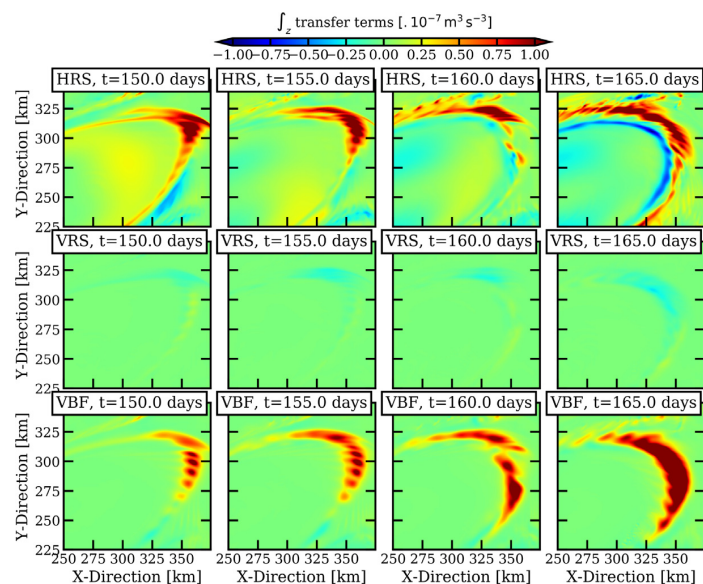 ∫z transfer terms [. 10⁻⁷ m³ s⁻³]
−1.00 −0.75 −0.50 −0.25 0.00 0.25 0.50 0.75 1.00
HRS, t=150.0 days HRS, t=155.0 days HRS, t=160.0 days HRS, t=165.0 days
325
300
275
250
225
Y-Direction [km]
VRS, t=150.0 days VRS, t=155.0 days VRS, t=160.0 days VRS, t=165.0 days
325
300
275
250
225
Y-Direction [km]
VBF, t=150.0 days VBF, t=155.0 days VBF, t=160.0 days VBF, t=165.0 days
325
300
275
250
225
Y-Direction [km]
250 275 300 325 350 250 275 300 325 350 250 275 300 325 350 250 275 300 325 350
X-Direction [km] X-Direction [km] X-Direction [km] X-Direction [km]